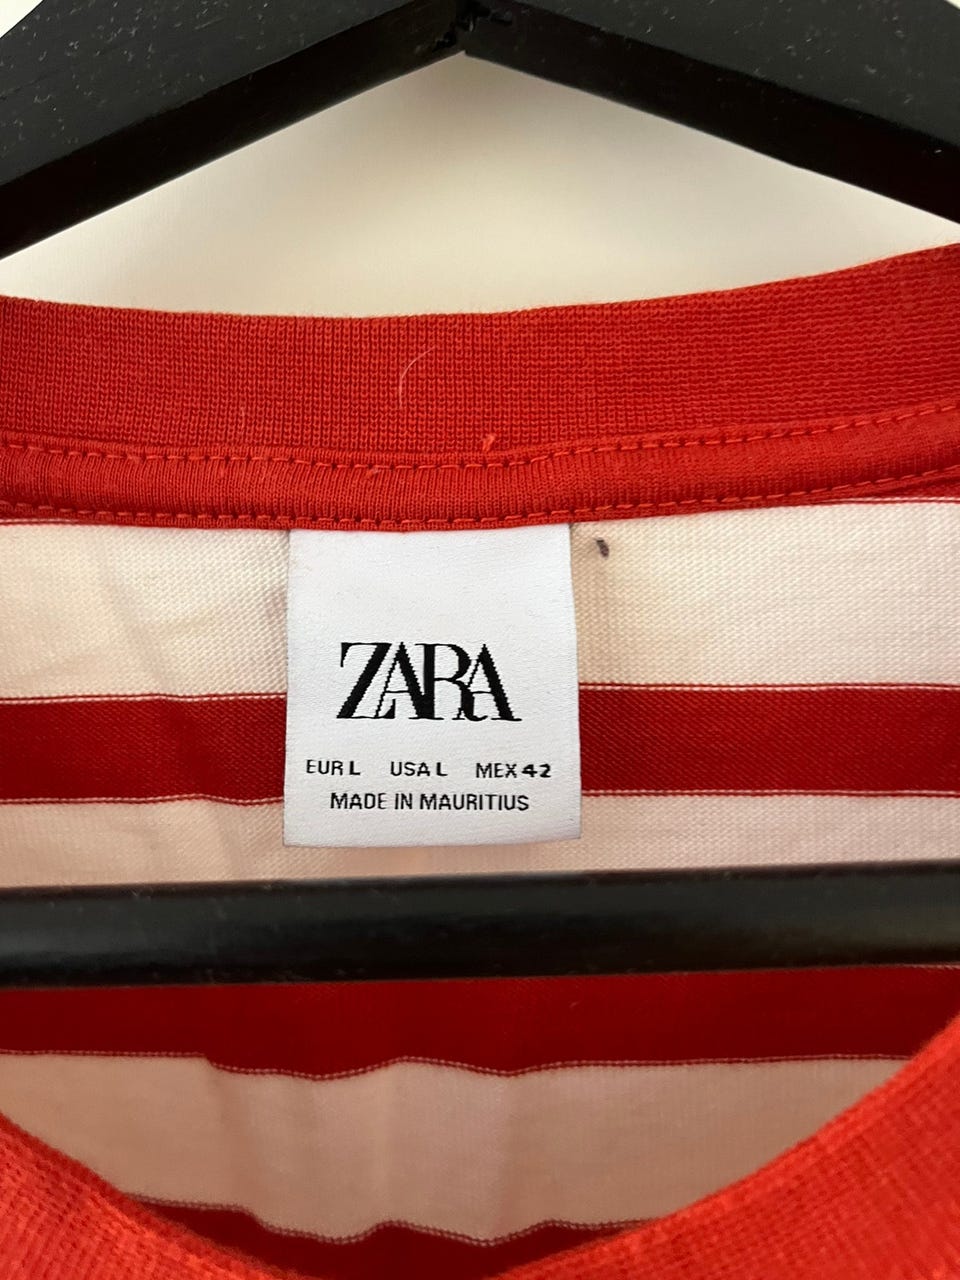 ZARA
EUR L USA L MEX 42
MADE IN MAURITIUS